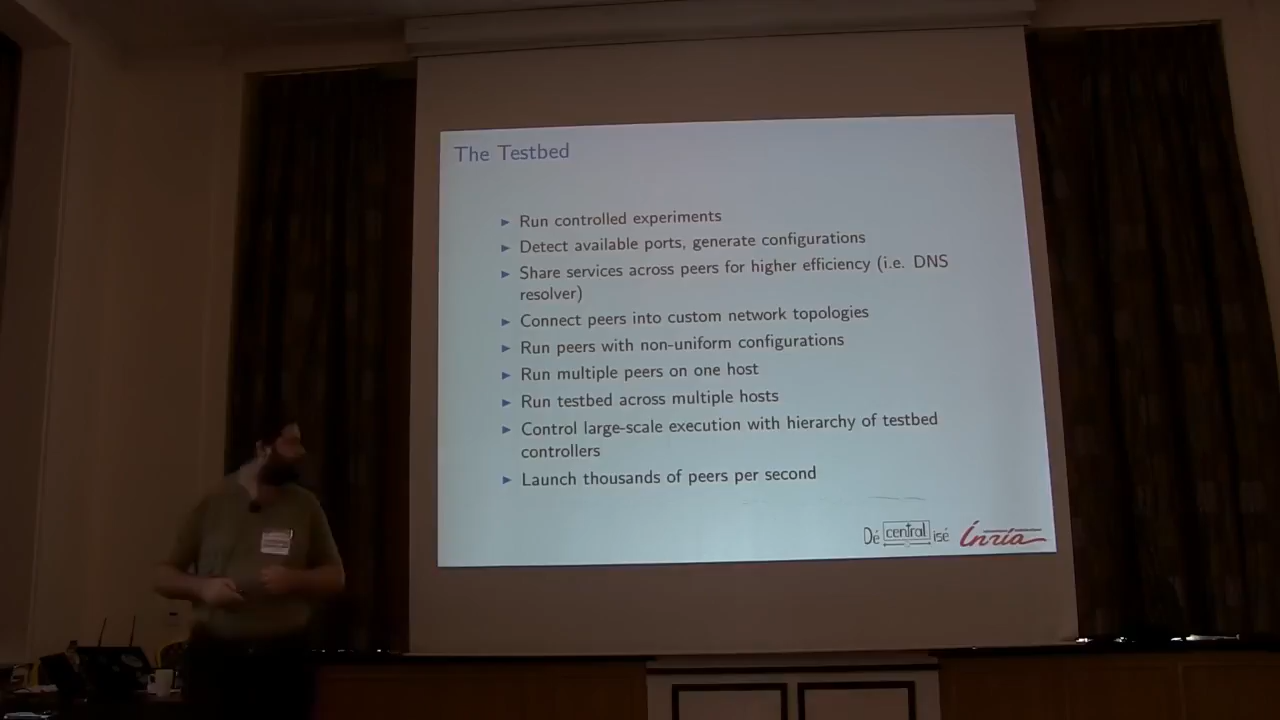 The Testbed
▶ Run controlled experiments
▶ Detect available ports, generate configurations
▶ Share services across peers for higher efficiency (i.e. DNS
resolver)
▶ Connect peers into custom network topologies
▶ Run peers with non-uniform configurations
▶ Run multiple peers on one host
▶ Run testbed across multiple hosts
▶ Control large-scale execution with hierarchy of testbed
controllers
▶ Launch thousands of peers per second
Décentralisé Inria